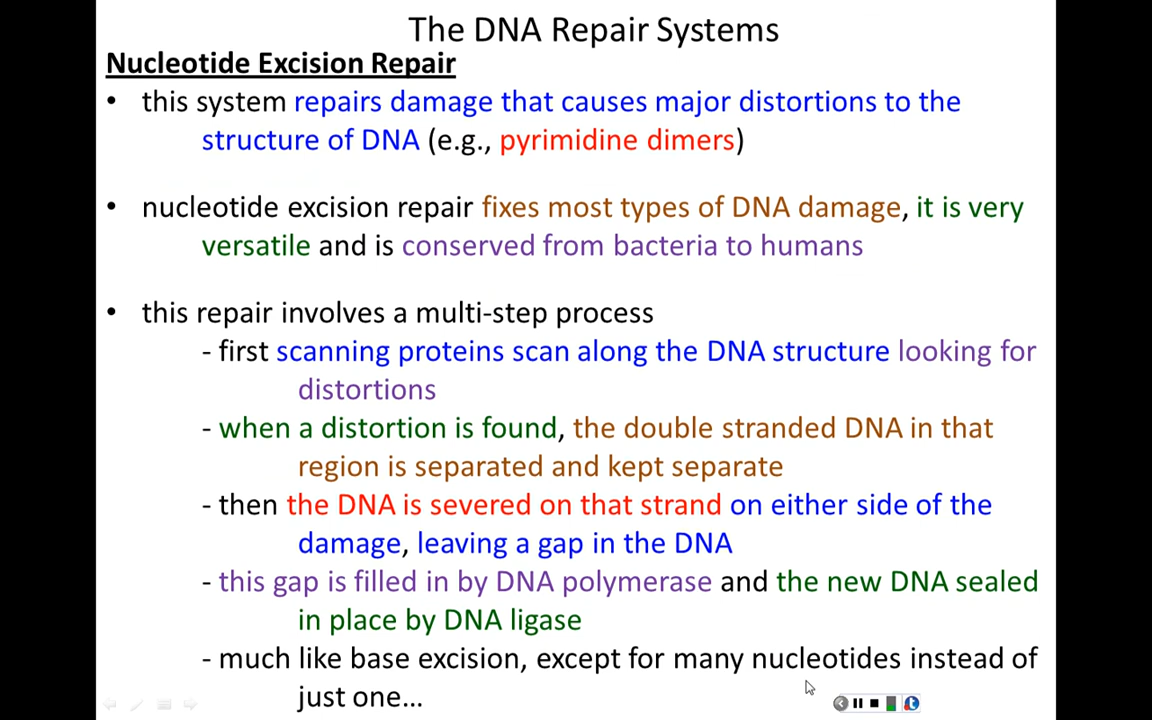 The DNA Repair Systems
Nucleotide Excision Repair
• this system repairs damage that causes major distortions to the
structure of DNA (e.g., pyrimidine dimers)
• nucleotide excision repair fixes most types of DNA damage, it is very
versatile and is conserved from bacteria to humans
• this repair involves a multi-step process
- first scanning proteins scan along the DNA structure looking for
distortions
- when a distortion is found, the double stranded DNA in that
region is separated and kept separate
- then the DNA is severed on that strand on either side of the
damage, leaving a gap in the DNA
- this gap is filled in by DNA polymerase and the new DNA sealed
in place by DNA ligase
- much like base excision, except for many nucleotides instead of
just one...